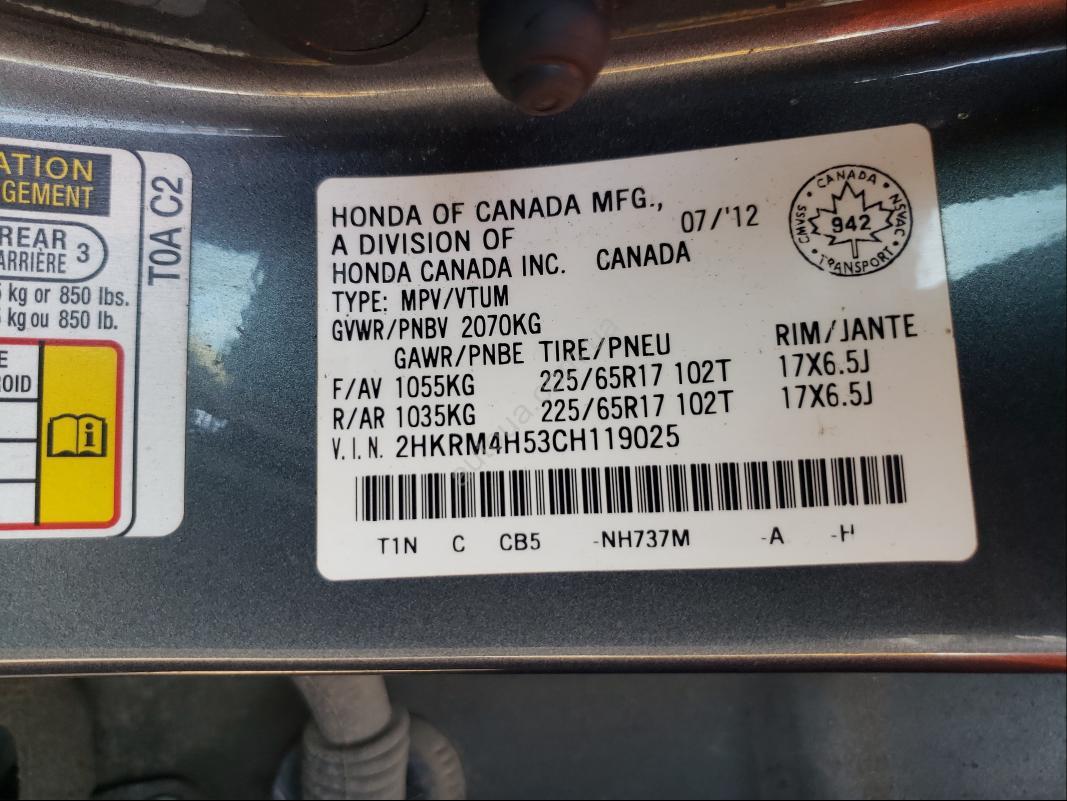 ATION
GEMENT
REAR 3
ARRIÈRE
kg or 850 lbs.
kg ou 850 lb.
E
ROID
T0A C2
HONDA OF CANADA MFG.,
A DIVISION OF
HONDA CANADA INC. CANADA
07/'12
TYPE: MPV/VTUM
GVWR/PNBV 2070KG
GAWR/PNBE TIRE/PNEU RIM/JANTE
F/AV 1055KG 225/65R17 102T 17X6.5J
R/AR 1035KG 225/65R17 102T 17X6.5J
V.I.N. 2HKRM4H53CH119025
T1N C CB5 -NH737M -A -H
CANADA
CMVSS 942 NSVAC
TRANSPORT